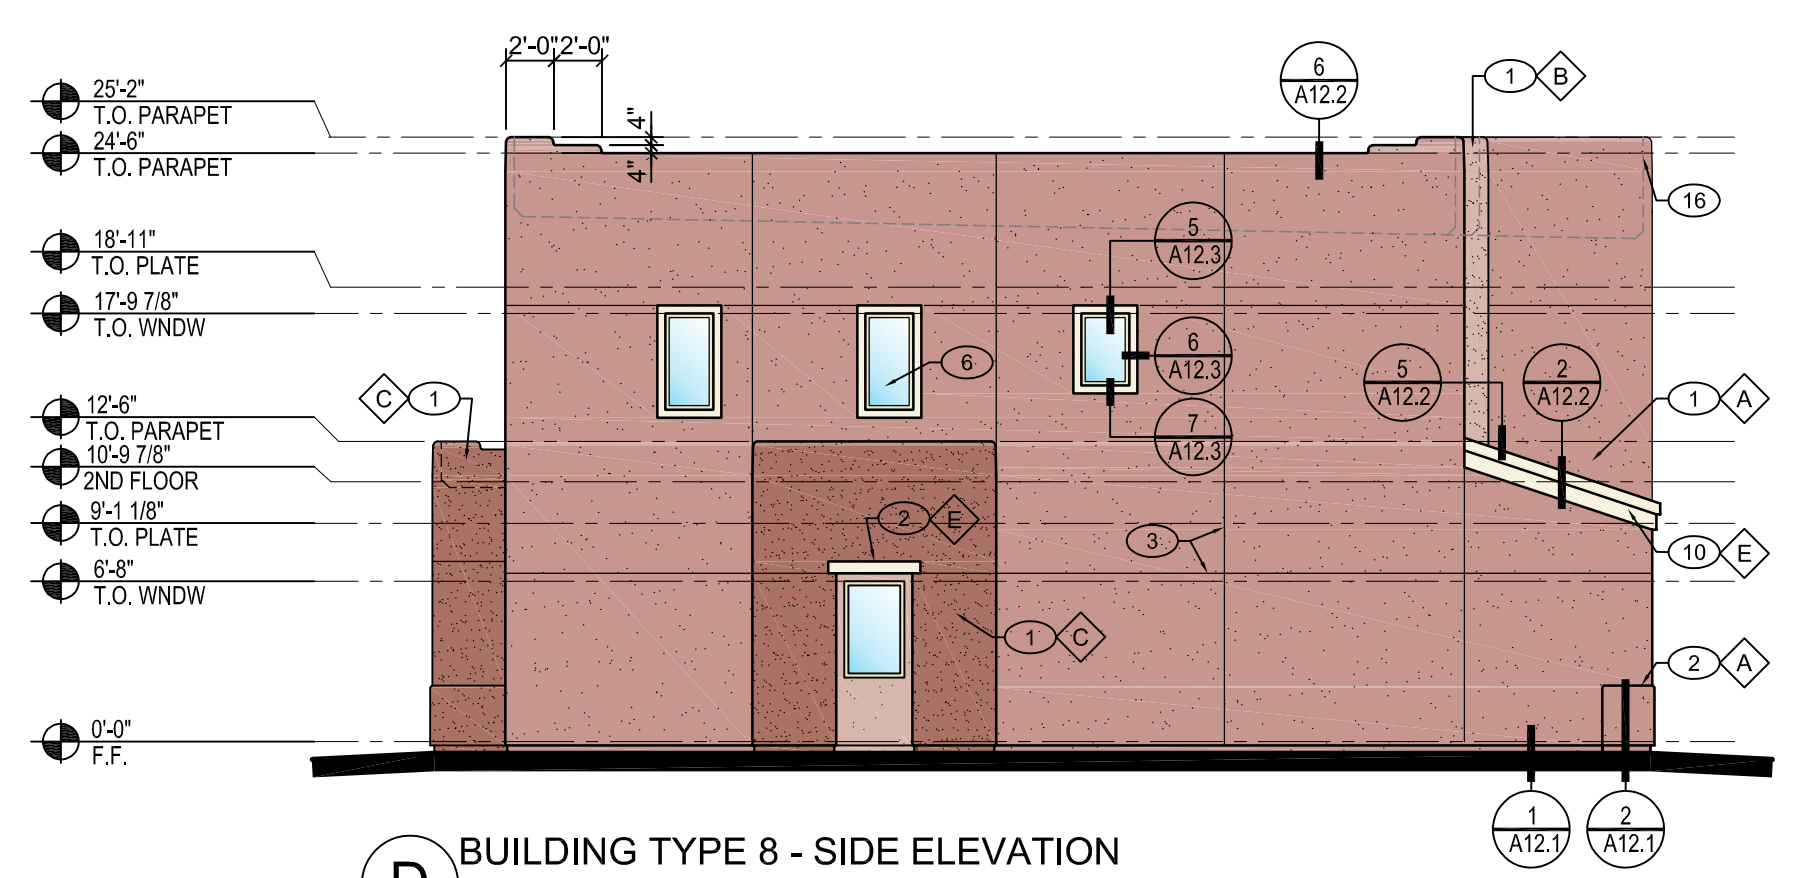 2'-0" 2'-0"
4"
4"
6
A12.2
1 B
25'-2"
T.O. PARAPET
24'-6"
T.O. PARAPET
16
18'-11"
T.O. PLATE
17'-9 7/8"
T.O. WNDW
5
A12.3
6
A12.3
7
A12.3
6
5
A12.2
2
A12.2
1 A
C 1
12'-6"
T.O. PARAPET
10'-9 7/8"
2ND FLOOR
9'-1 1/8"
T.O. PLATE
6'-8"
T.O. WNDW
2 E
3
10 E
1 C
2 A
0'-0"
F.F.
1
A12.1
2
A12.1
D
BUILDING TYPE 8 - SIDE ELEVATION